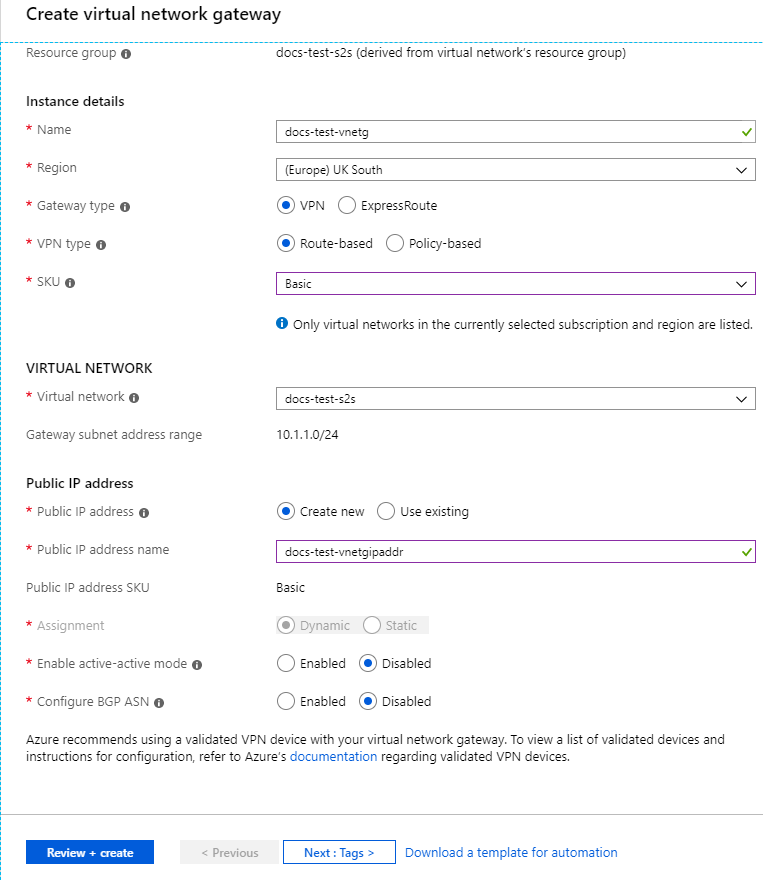 Create virtual network gateway
Resource group docs-test-s2s (derived from virtual network's resource group)
Instance details
* Name docs-test-vnetg
* Region (Europe) UK South
* Gateway type VPN ExpressRoute
* VPN type Route-based Policy-based
* SKU Basic
Only virtual networks in the currently selected subscription and region are listed.
VIRTUAL NETWORK
* Virtual network docs-test-s2s
Gateway subnet address range 10.1.1.0/24
Public IP address
* Public IP address Create new Use existing
* Public IP address name docs-test-vnetgipaddr
Public IP address SKU Basic
* Assignment Dynamic Static
* Enable active-active mode Enabled Disabled
* Configure BGP ASN Enabled Disabled
Azure recommends using a validated VPN device with your virtual network gateway. To view a list of validated devices and
instructions for configuration, refer to Azure's documentation regarding validated VPN devices.
Review + create < Previous Next : Tags > Download a template for automation